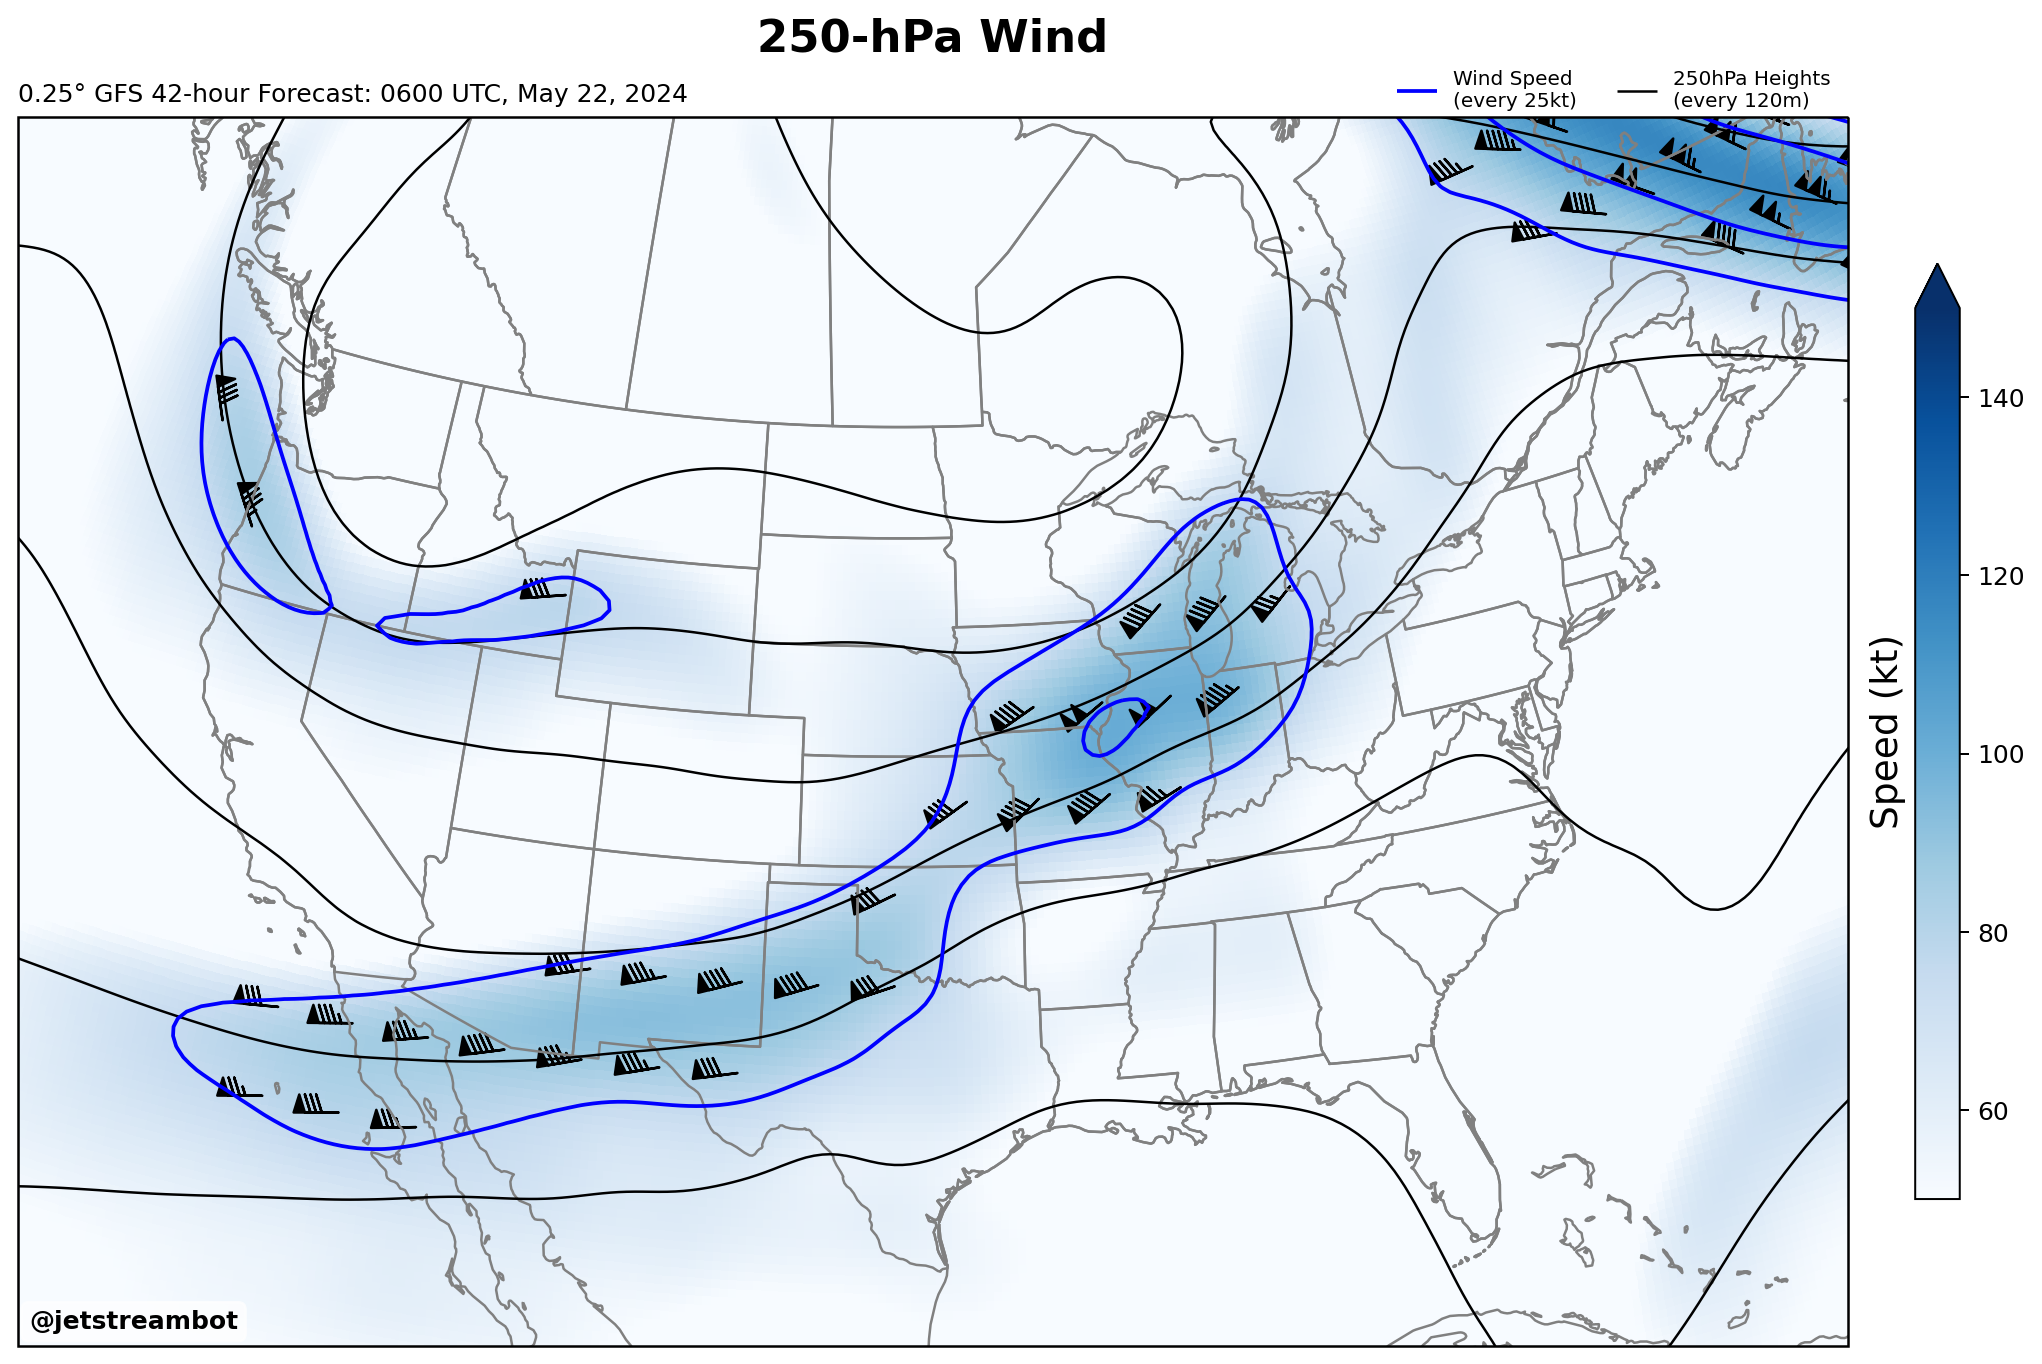 250-hPa Wind
0.25° GFS 42-hour Forecast: 0600 UTC, May 22, 2024
Wind Speed
(every 25kt)
250hPa Heights
(every 120m)
140
120
100
80
60
Speed (kt)
@jetstreambot